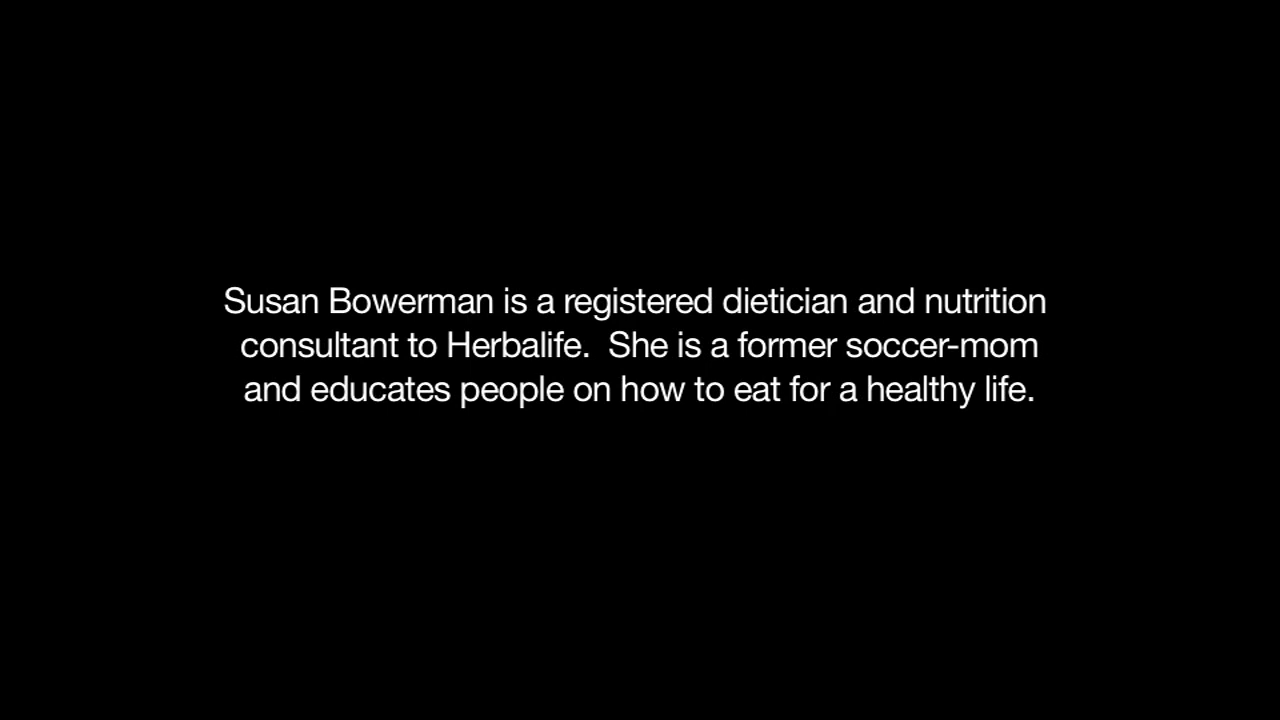 Susan Bowerman is a registered dietician and nutrition
consultant to Herbalife.  She is a former soccer-mom
and educates people on how to eat for a healthy life.